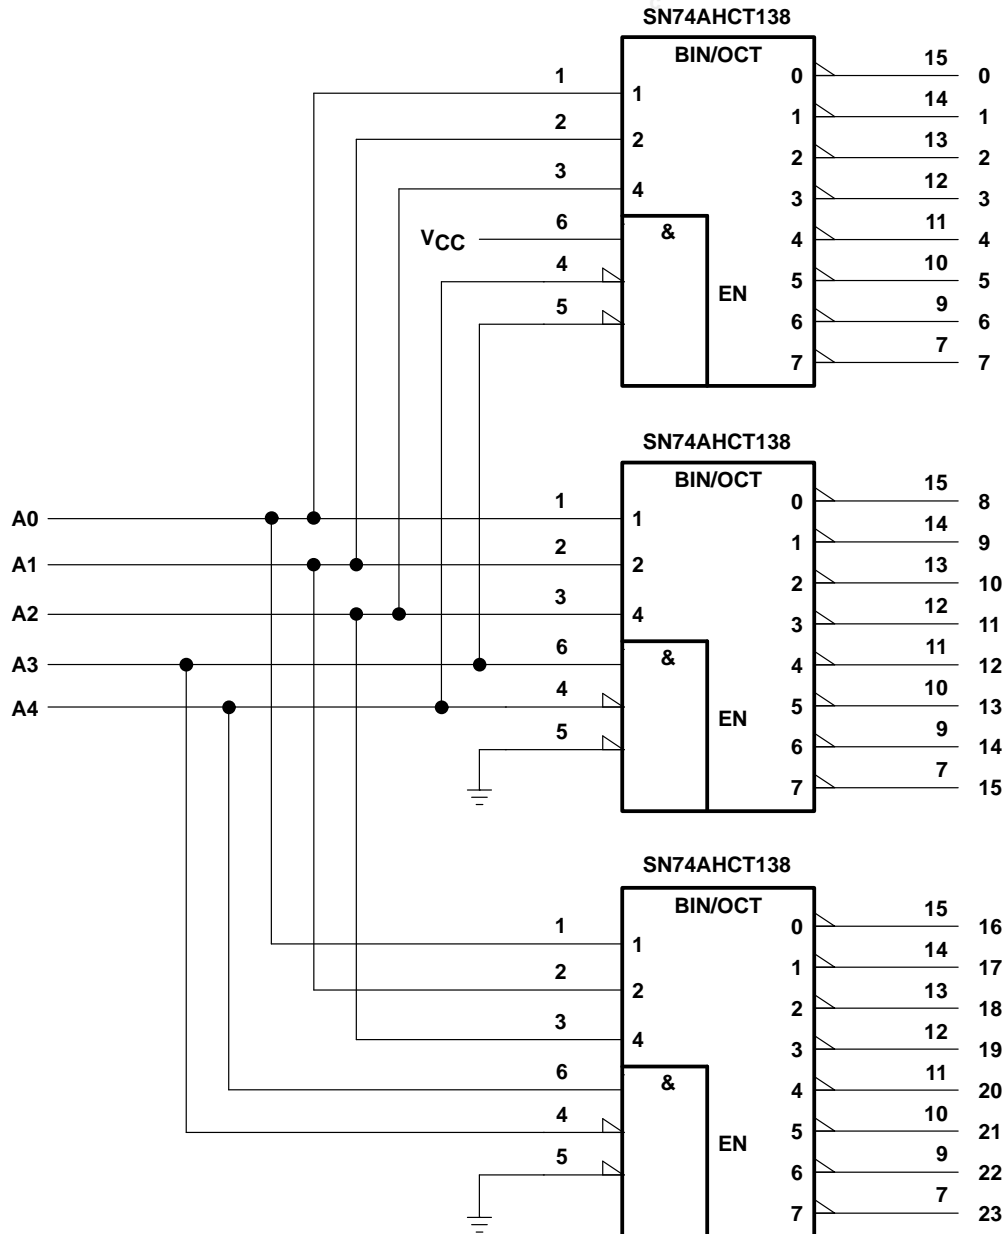 SN74AHCT138
BIN/OCT
1 1 0 15 0
2 2 1 14 1
3 4 2 13 2
3 12 3
VCC 6 & 4 11 4
4 EN 5 10 5
5 6 9 6
7 7 7
SN74AHCT138
BIN/OCT
A0 1 1 0 15 8
A1 2 2 1 14 9
A2 3 4 2 13 10
3 12 11
A3 6 & 4 11 12
A4 4 EN 5 10 13
5 6 9 14
7 7 15
SN74AHCT138
BIN/OCT
1 1 0 15 16
2 2 1 14 17
3 4 2 13 18
3 12 19
6 & 4 11 20
4 EN 5 10 21
5 6 9 22
7 7 23